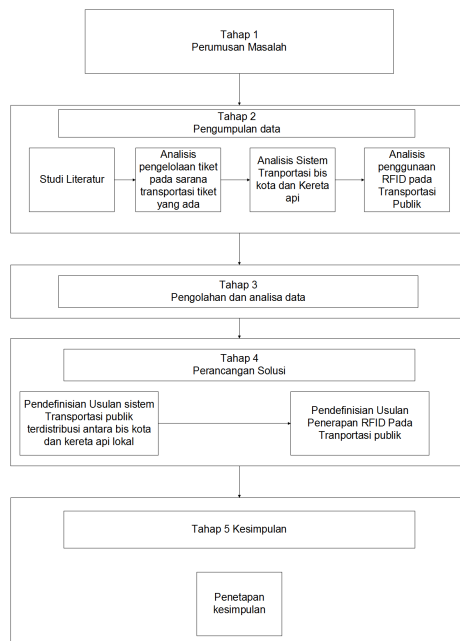 Tahap 1
Perumusan Masalah
Tahap 2
Pengumpulan data
Studi Literatur
Analisis
pengelolaan tiket
pada sarana
transportasi tiket
yang ada
Analisis Sistem
Tranportasi bis
kota dan Kereta
api
Analisis
penggunaan
RFID pada
Transportasi
Publik
Tahap 3
Pengolahan dan analisa data
Tahap 4
Perancangan Solusi
Pendefinisian Usulan sistem
Transportasi publik
terdistribusi antara bis kota
dan kereta api lokal
Pendefinisian Usulan
Penerapan RFID Pada
Tranportasi publik
Tahap 5 Kesimpulan
Penetapan
kesimpulan